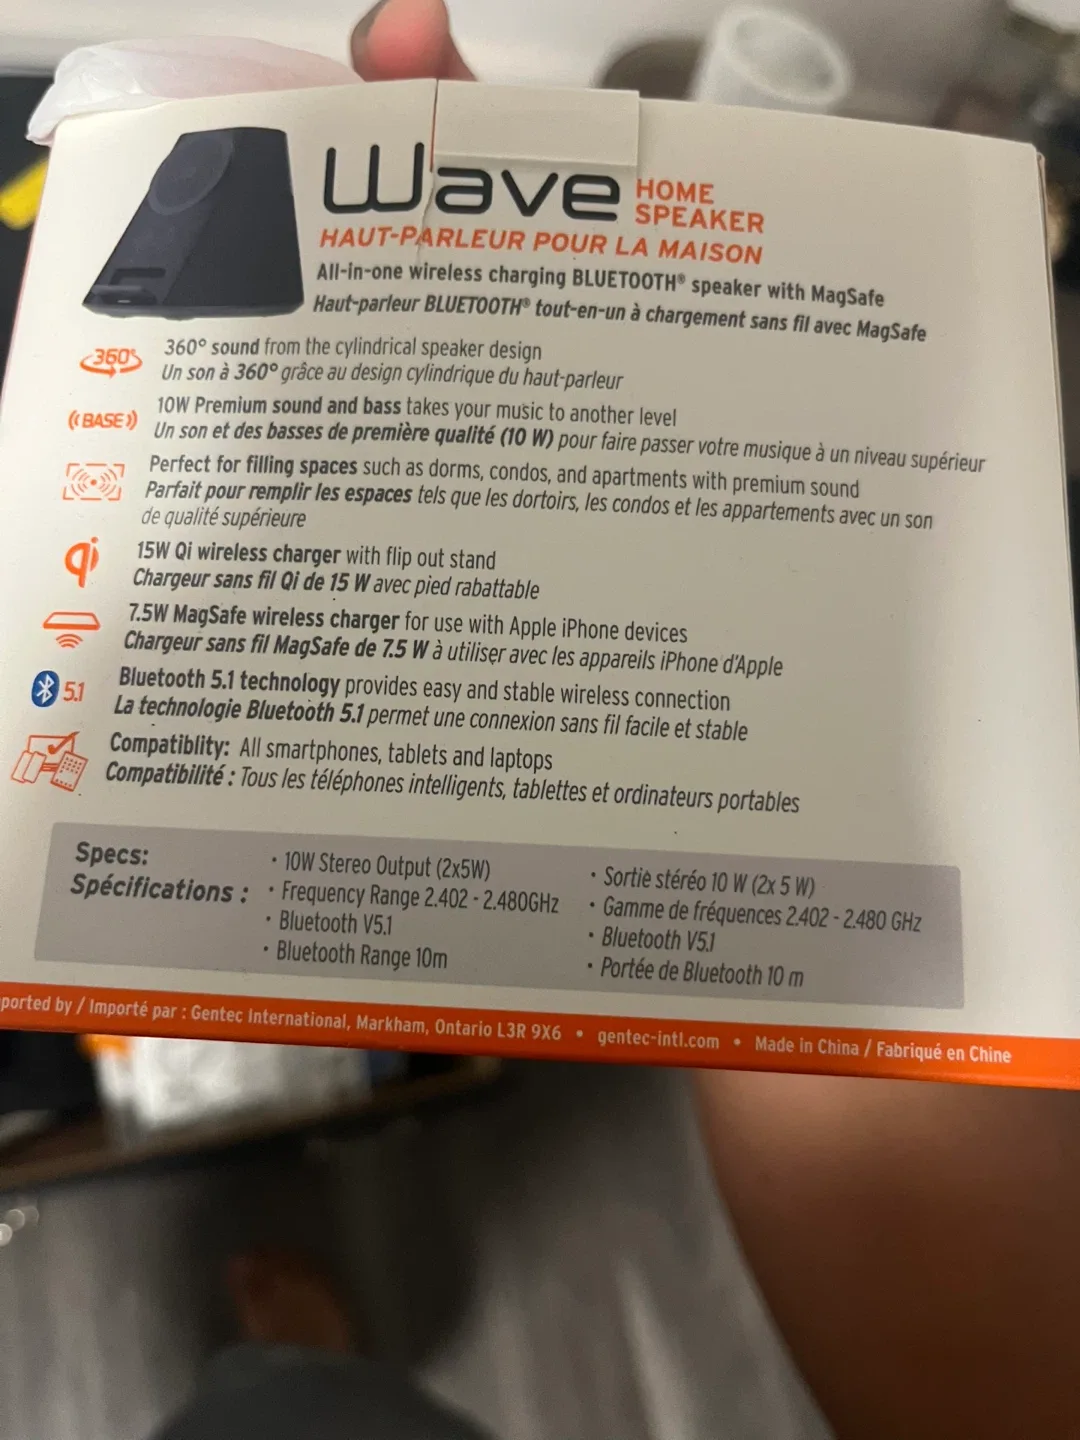 Wave HOME SPEAKER
HAUT-PARLEUR POUR LA MAISON
All-in-one wireless charging BLUETOOTH® speaker with MagSafe
Haut-parleur BLUETOOTH® tout-en-un à chargement sans fil avec MagSafe
360°
360° sound from the cylindrical speaker design
Un son à 360° grâce au design cylindrique du haut-parleur
((BASE))
10W Premium sound and bass takes your music to another level
Un son et des basses de première qualité (10 W) pour faire passer votre musique à un niveau supérieur
Perfect for filling spaces such as dorms, condos, and apartments with premium sound
Parfait pour remplir les espaces tels que les dortoirs, les condos et les appartements avec un son
de qualité supérieure
qi
15W Qi wireless charger with flip out stand
Chargeur sans fil Qi de 15 W avec pied rabattable
7.5W MagSafe wireless charger for use with Apple iPhone devices
Chargeur sans fil MagSafe de 7.5 W à utiliser avec les appareils iPhone d'Apple
5.1
Bluetooth 5.1 technology provides easy and stable wireless connection
La technologie Bluetooth 5.1 permet une connexion sans fil facile et stable
Compatiblity: All smartphones, tablets and laptops
Compatibilité : Tous les téléphones intelligents, tablettes et ordinateurs portables
Specs:
Spécifications :
• 10W Stereo Output (2x5W)
• Frequency Range 2.402 - 2.480GHz
• Bluetooth V5.1
• Bluetooth Range 10m
• Sortie stéréo 10 W (2x 5 W)
• Gamme de fréquences 2.402 - 2.480 GHz
• Bluetooth V5.1
• Portée de Bluetooth 10 m
ported by / Importé par : Gentec International, Markham, Ontario L3R 9X6 • gentec-intl.com • Made in China / Fabriqué en Chine